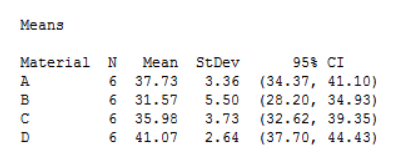 Means
Material N Mean StDev 95% CI
A 6 37.73 3.36 (34.37, 41.10)
B 6 31.57 5.50 (28.20, 34.93)
C 6 35.98 3.73 (32.62, 39.35)
D 6 41.07 2.64 (37.70, 44.43)